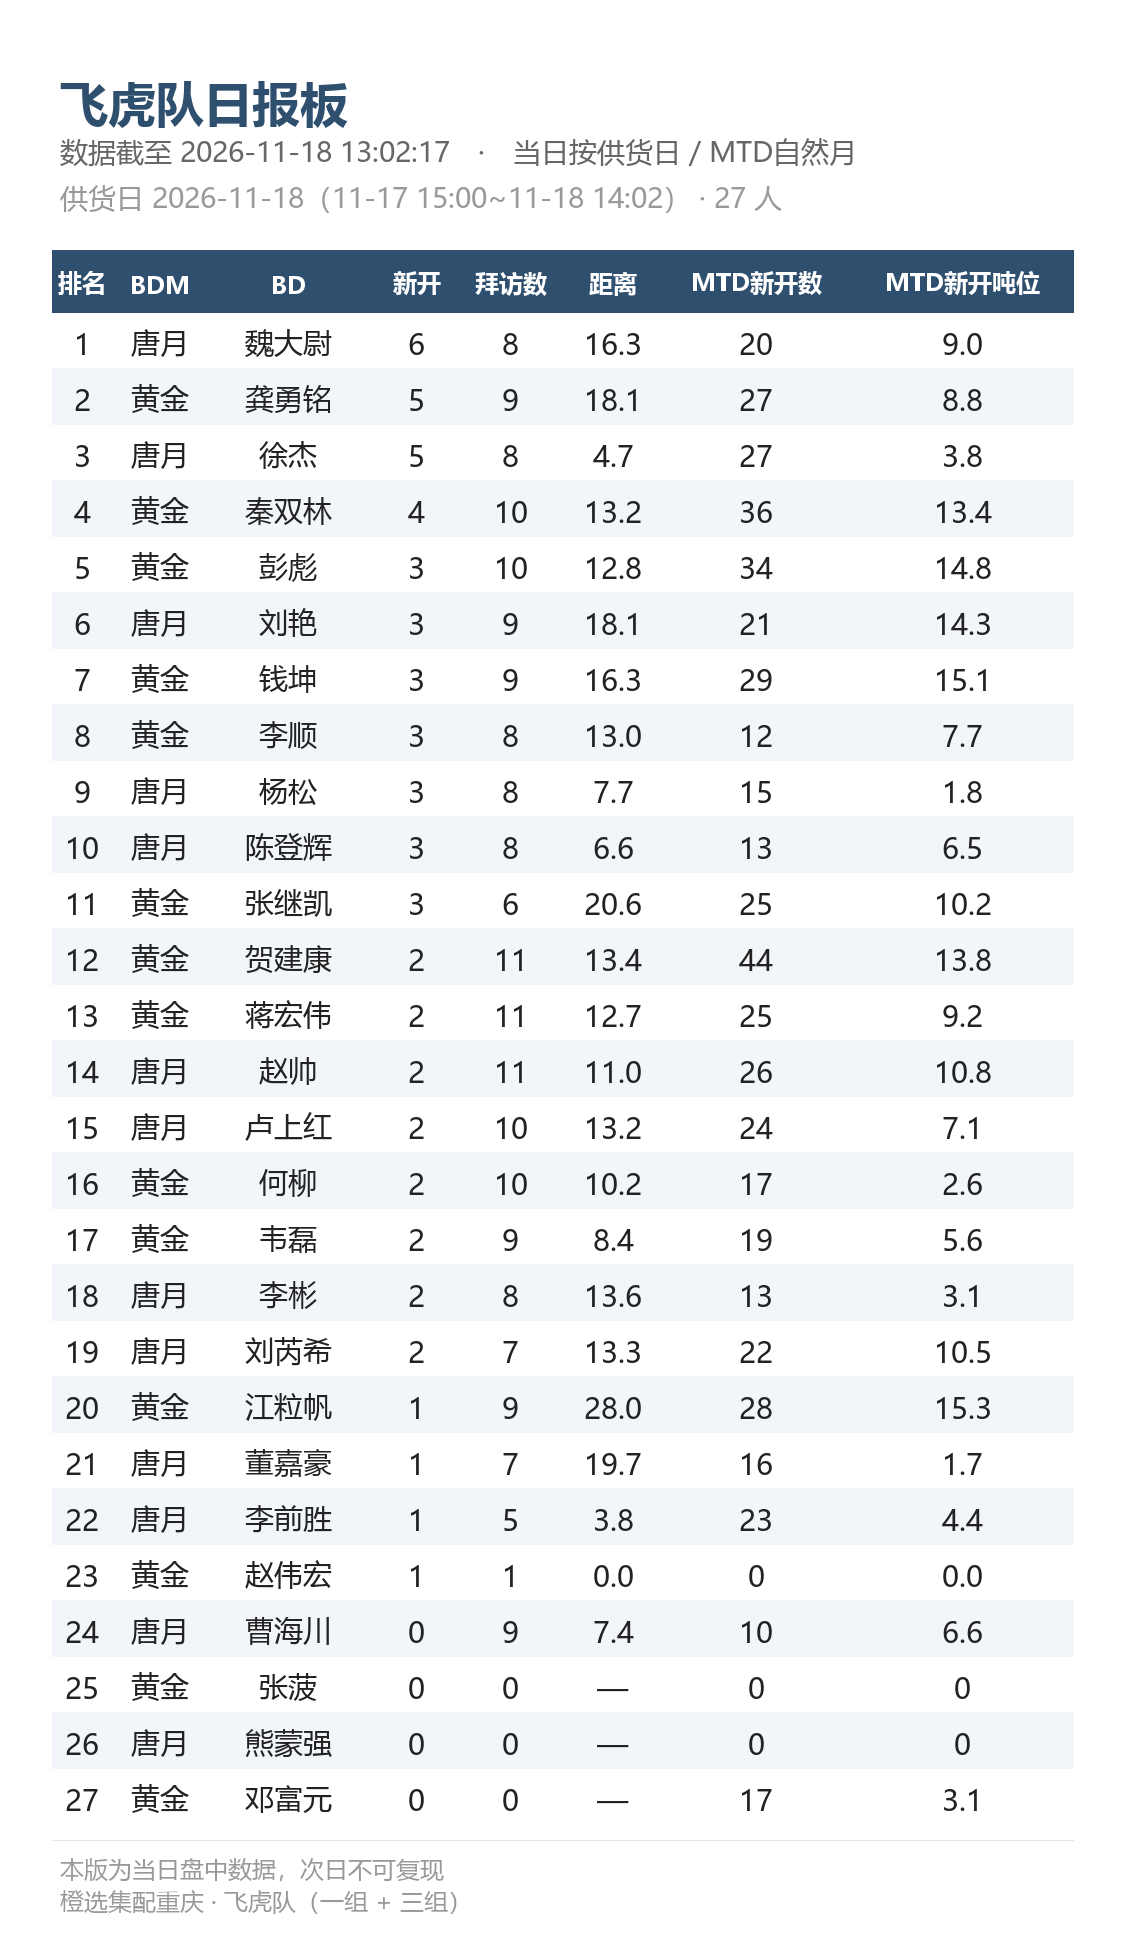 飞虎队日报板
数据截至 2026-11-18 13:02:17 · 当日按供货日 / MTD自然月
供货日 2026-11-18（11-17 15:00~11-18 14:02） · 27 人
排名 BDM BD 新开 拜访数 距离 MTD新开数 MTD新开吨位
1 唐月 魏大尉 6 8 16.3 20 9.0
2 黄金 龚勇铭 5 9 18.1 27 8.8
3 唐月 徐杰 5 8 4.7 27 3.8
4 黄金 秦双林 4 10 13.2 36 13.4
5 黄金 彭彪 3 10 12.8 34 14.8
6 唐月 刘艳 3 9 18.1 21 14.3
7 黄金 钱坤 3 9 16.3 29 15.1
8 黄金 李顺 3 8 13.0 12 7.7
9 唐月 杨松 3 8 7.7 15 1.8
10 唐月 陈登辉 3 8 6.6 13 6.5
11 黄金 张继凯 3 6 20.6 25 10.2
12 黄金 贺建康 2 11 13.4 44 13.8
13 黄金 蒋宏伟 2 11 12.7 25 9.2
14 唐月 赵帅 2 11 11.0 26 10.8
15 唐月 卢上红 2 10 13.2 24 7.1
16 黄金 何柳 2 10 10.2 17 2.6
17 黄金 韦磊 2 9 8.4 19 5.6
18 唐月 李彬 2 8 13.6 13 3.1
19 唐月 刘芮希 2 7 13.3 22 10.5
20 黄金 江粒帆 1 9 28.0 28 15.3
21 唐月 董嘉豪 1 7 19.7 16 1.7
22 唐月 李前胜 1 5 3.8 23 4.4
23 黄金 赵伟宏 1 1 0.0 0 0.0
24 唐月 曹海川 0 9 7.4 10 6.6
25 黄金 张菠 0 0 — 0 0
26 唐月 熊蒙强 0 0 — 0 0
27 黄金 邓富元 0 0 — 17 3.1
本版为当日盘中数据，次日不可复现
橙选集配重庆 · 飞虎队（一组 + 三组）